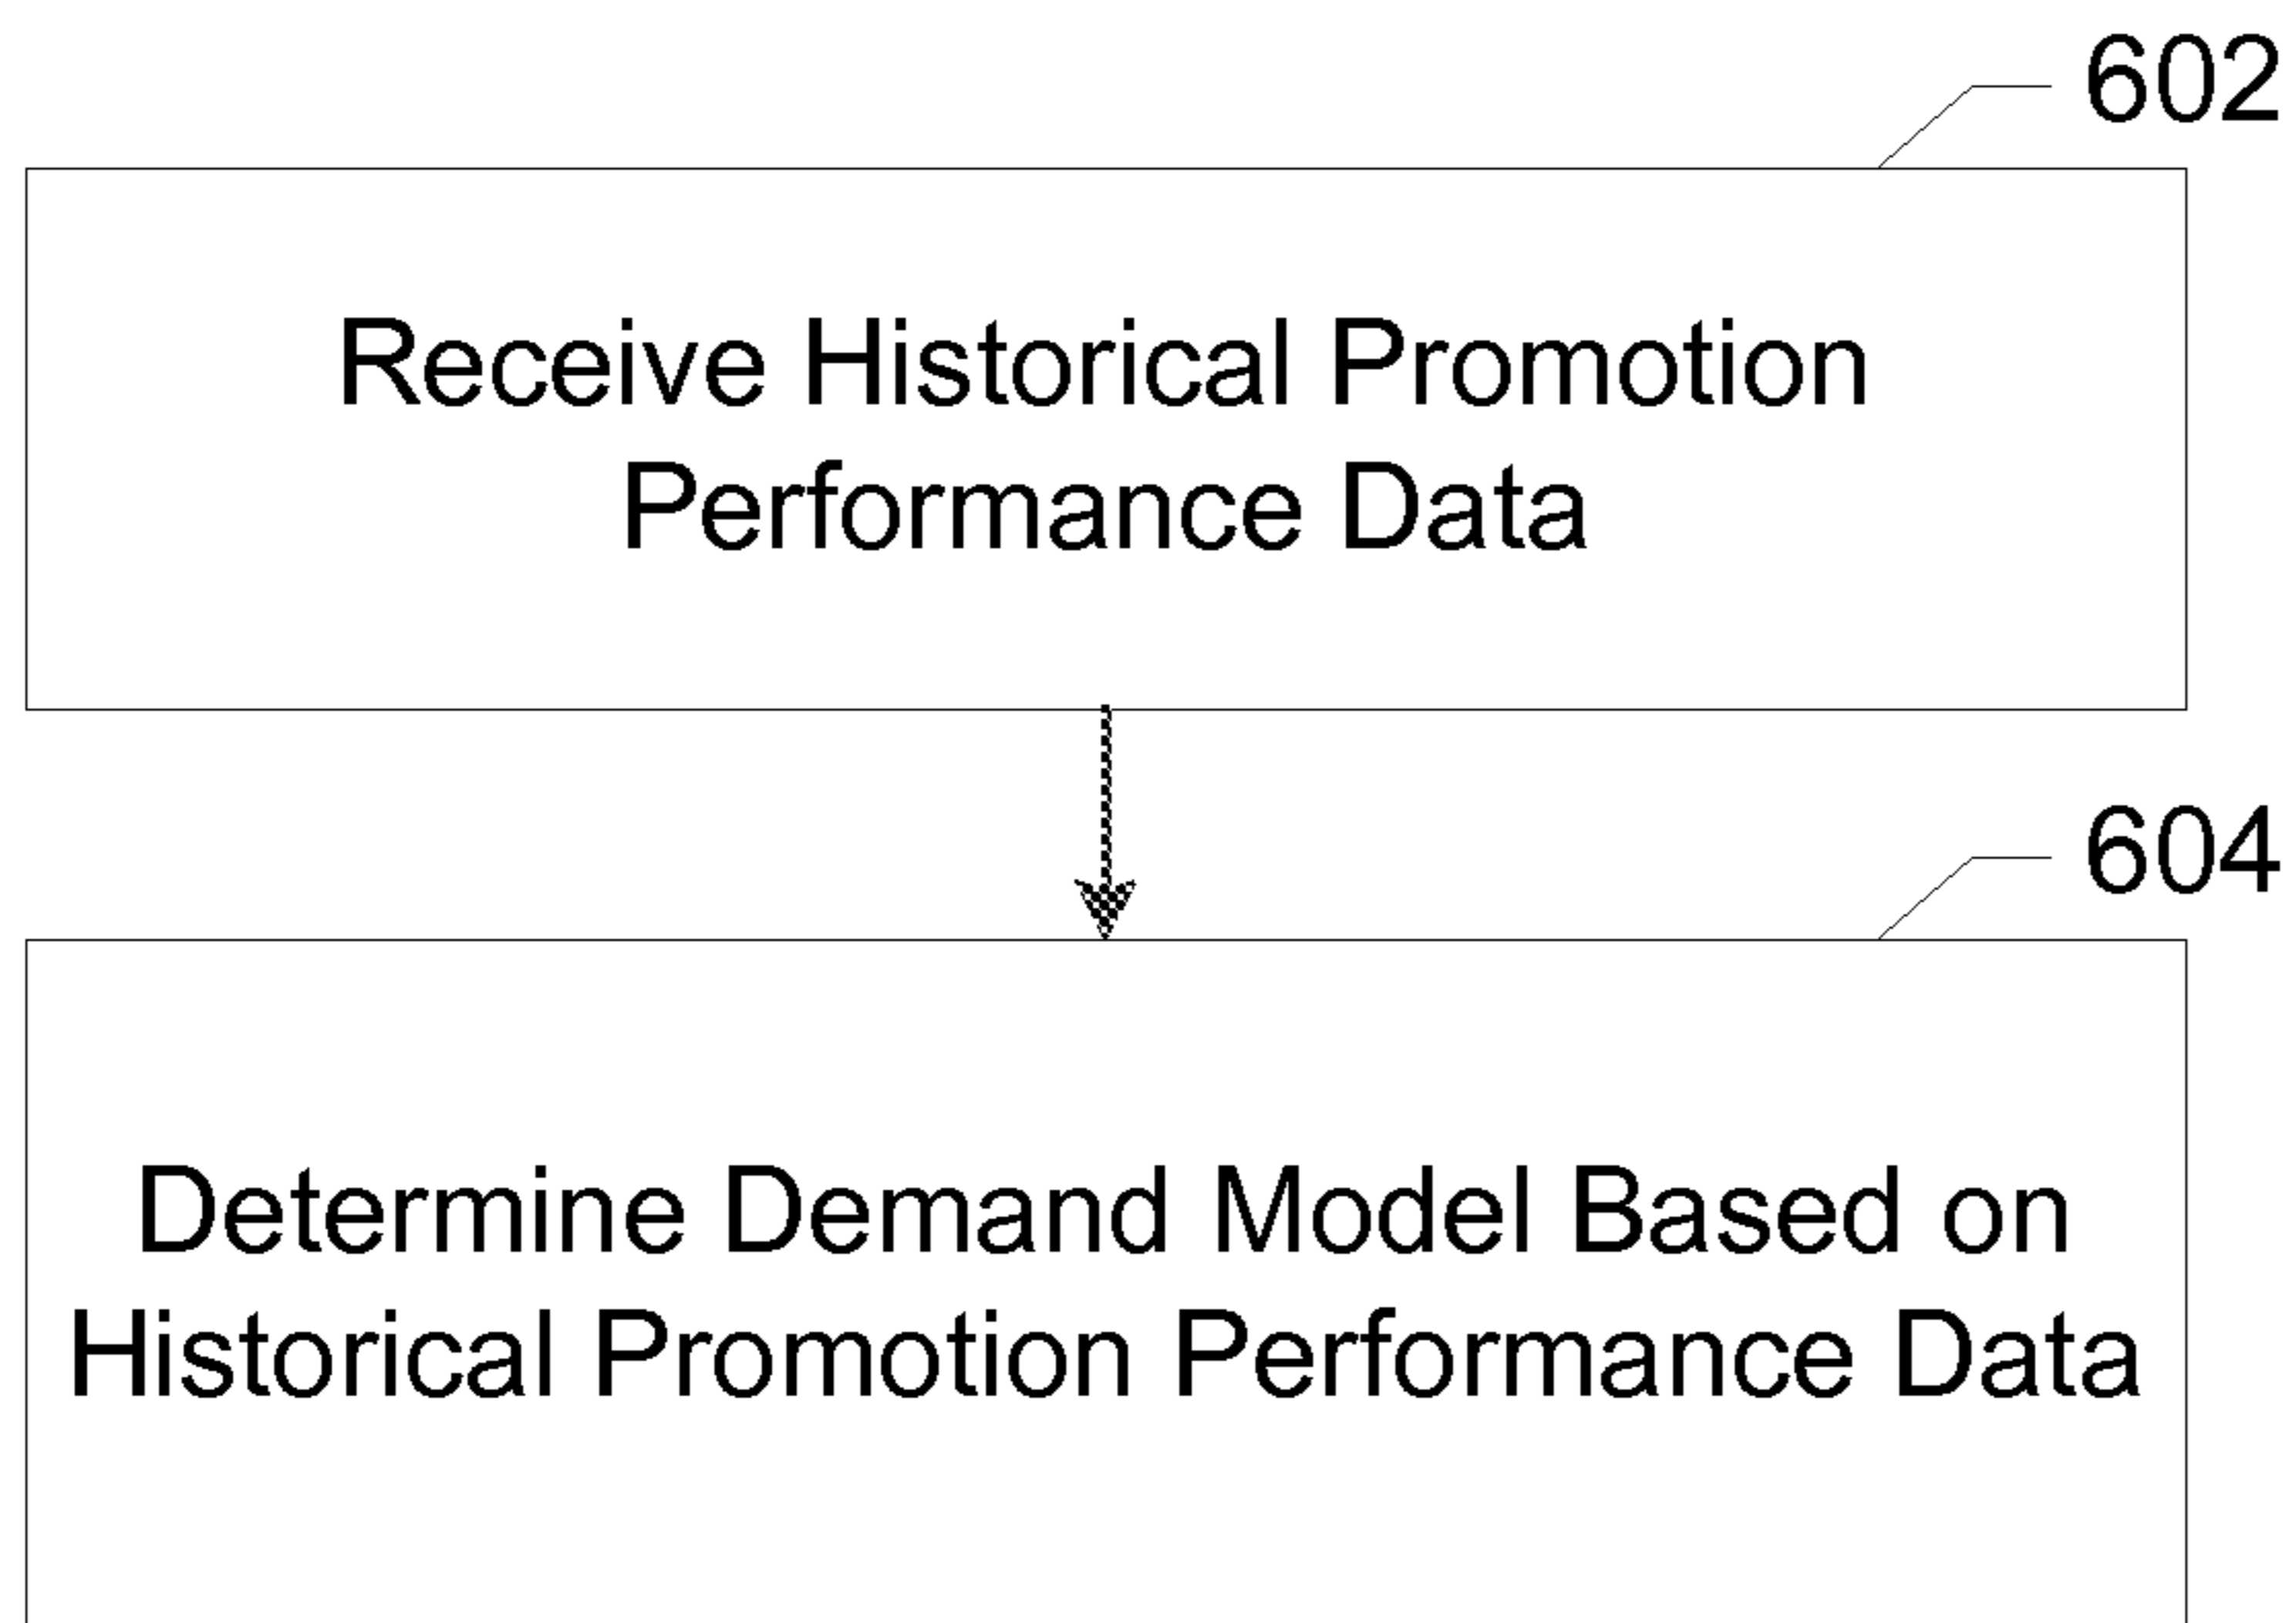 602
Receive Historical Promotion
Performance Data
604
Determine Demand Model Based on
Historical Promotion Performance Data